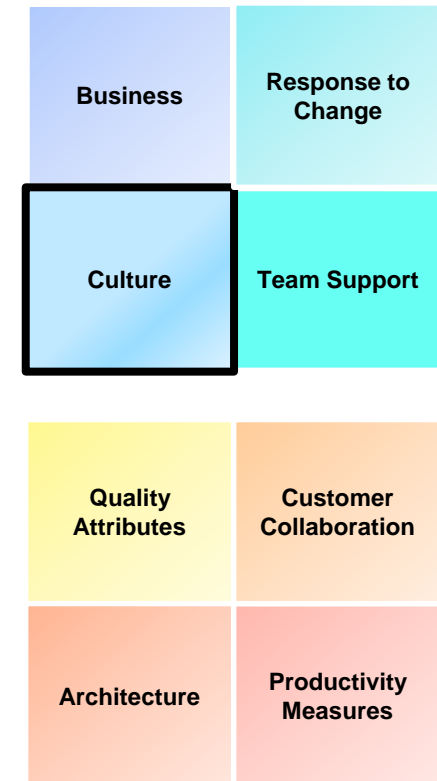 Business
Response to
Change
Culture
Team Support
Quality
Attributes
Customer
Collaboration
Architecture
Productivity
Measures